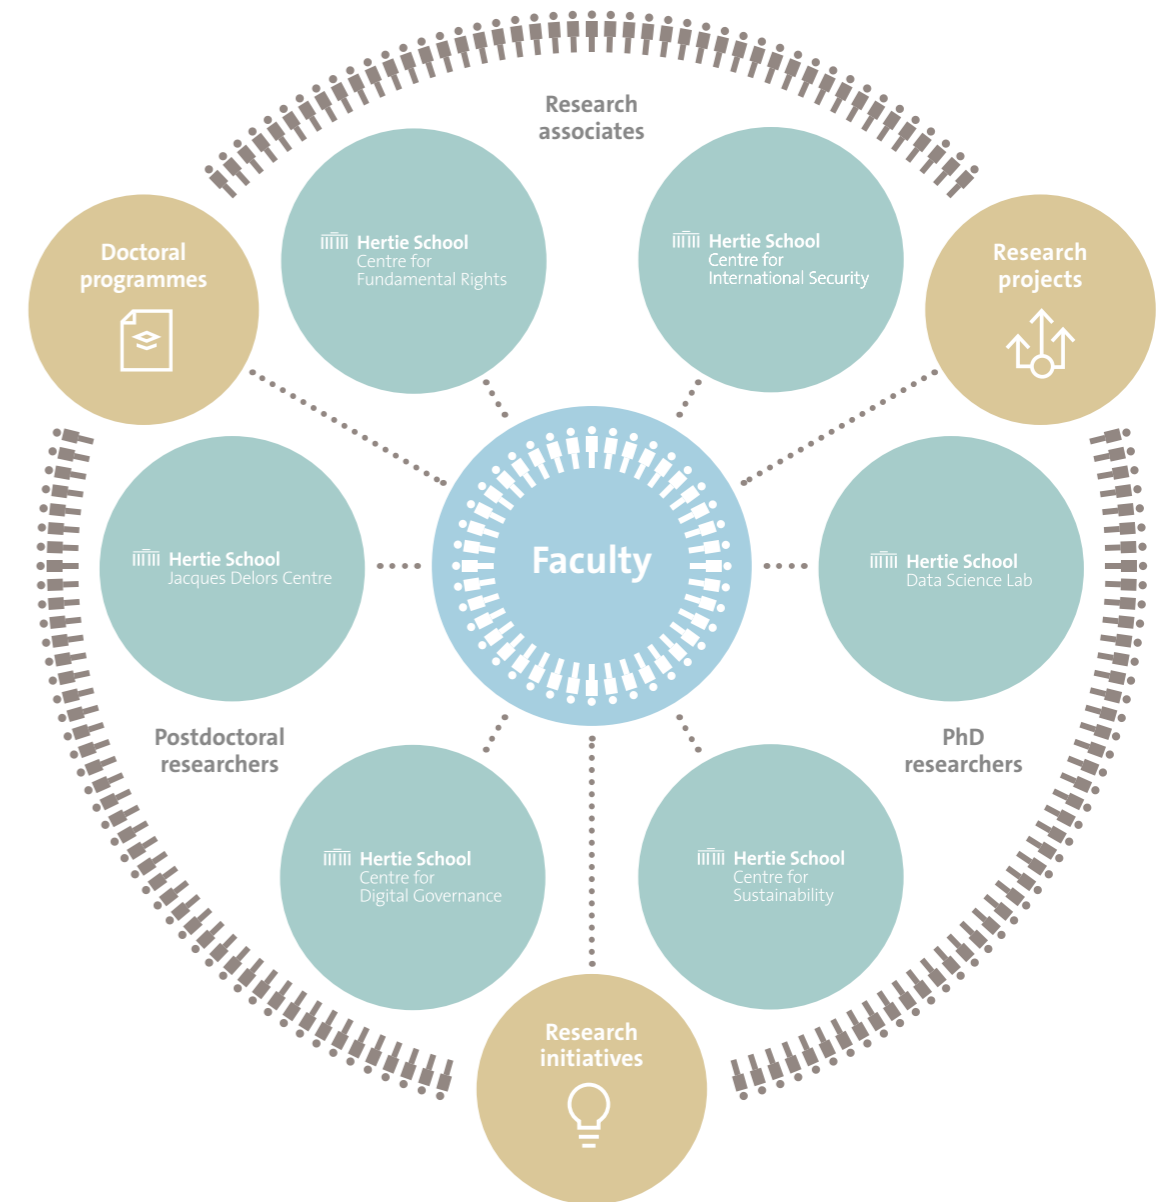 Research
associates
Doctoral
programmes
Hertie School
Centre for
Fundamental Rights
Hertie School
Centre for
International Security
Research
projects
Hertie School
Jacques Delors Centre
Faculty
Hertie School
Data Science Lab
Postdoctoral
researchers
PhD
researchers
Hertie School
Centre for
Digital Governance
Hertie School
Centre for
Sustainability
Research
initiatives